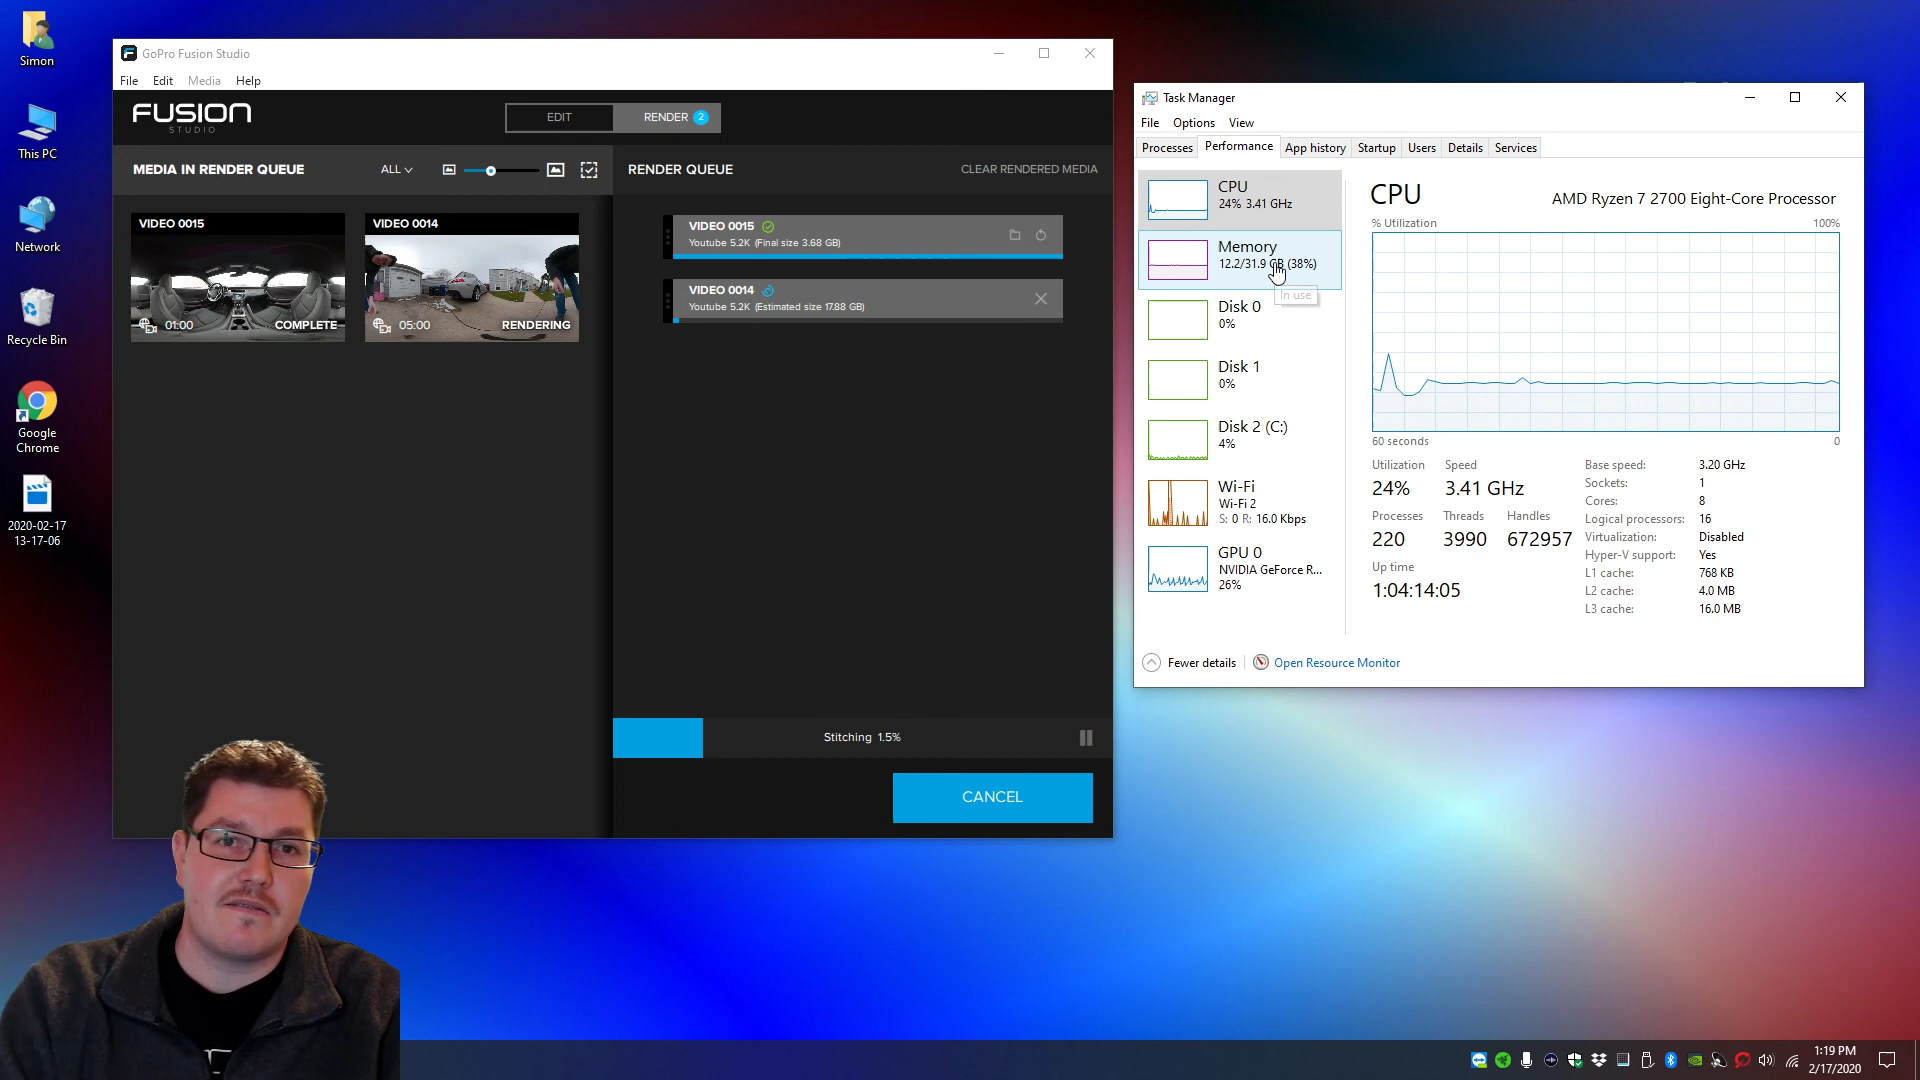 Simon
This PC
Network
Recycle Bin
Google
Chrome
2020-02-17
13-17-06
GoPro Fusion Studio
File Edit Media Help
FUSION
STUDIO
EDIT
RENDER 2
MEDIA IN RENDER QUEUE
ALL
RENDER QUEUE
CLEAR RENDERED MEDIA
VIDEO 0015
01:00
COMPLETE
VIDEO 0014
05:00
RENDERING
VIDEO 0015
Youtube 5.2K (Final size 3.68 GB)
VIDEO 0014
Youtube 5.2K (Estimated size 17.88 GB)
Stitching 1.5%
CANCEL
Task Manager
File Options View
Processes Performance App history Startup Users Details Services
CPU
24% 3.41 GHz
Memory
12.2/31.9 GB (38%)
In use
Disk 0
0%
Disk 1
0%
Disk 2 (C:)
4%
Wi-Fi
Wi-Fi 2
S: 0 R: 16.0 Kbps
GPU 0
NVIDIA GeForce R...
26%
CPU
AMD Ryzen 7 2700 Eight-Core Processor
% Utilization
100%
60 seconds
0
Utilization Speed
24% 3.41 GHz
Processes Threads Handles
220 3990 672957
Up time
1:04:14:05
Base speed: 3.20 GHz
Sockets: 1
Cores: 8
Logical processors: 16
Virtualization: Disabled
Hyper-V support: Yes
L1 cache: 768 KB
L2 cache: 4.0 MB
L3 cache: 16.0 MB
Fewer details
Open Resource Monitor
1:19 PM
2/17/2020